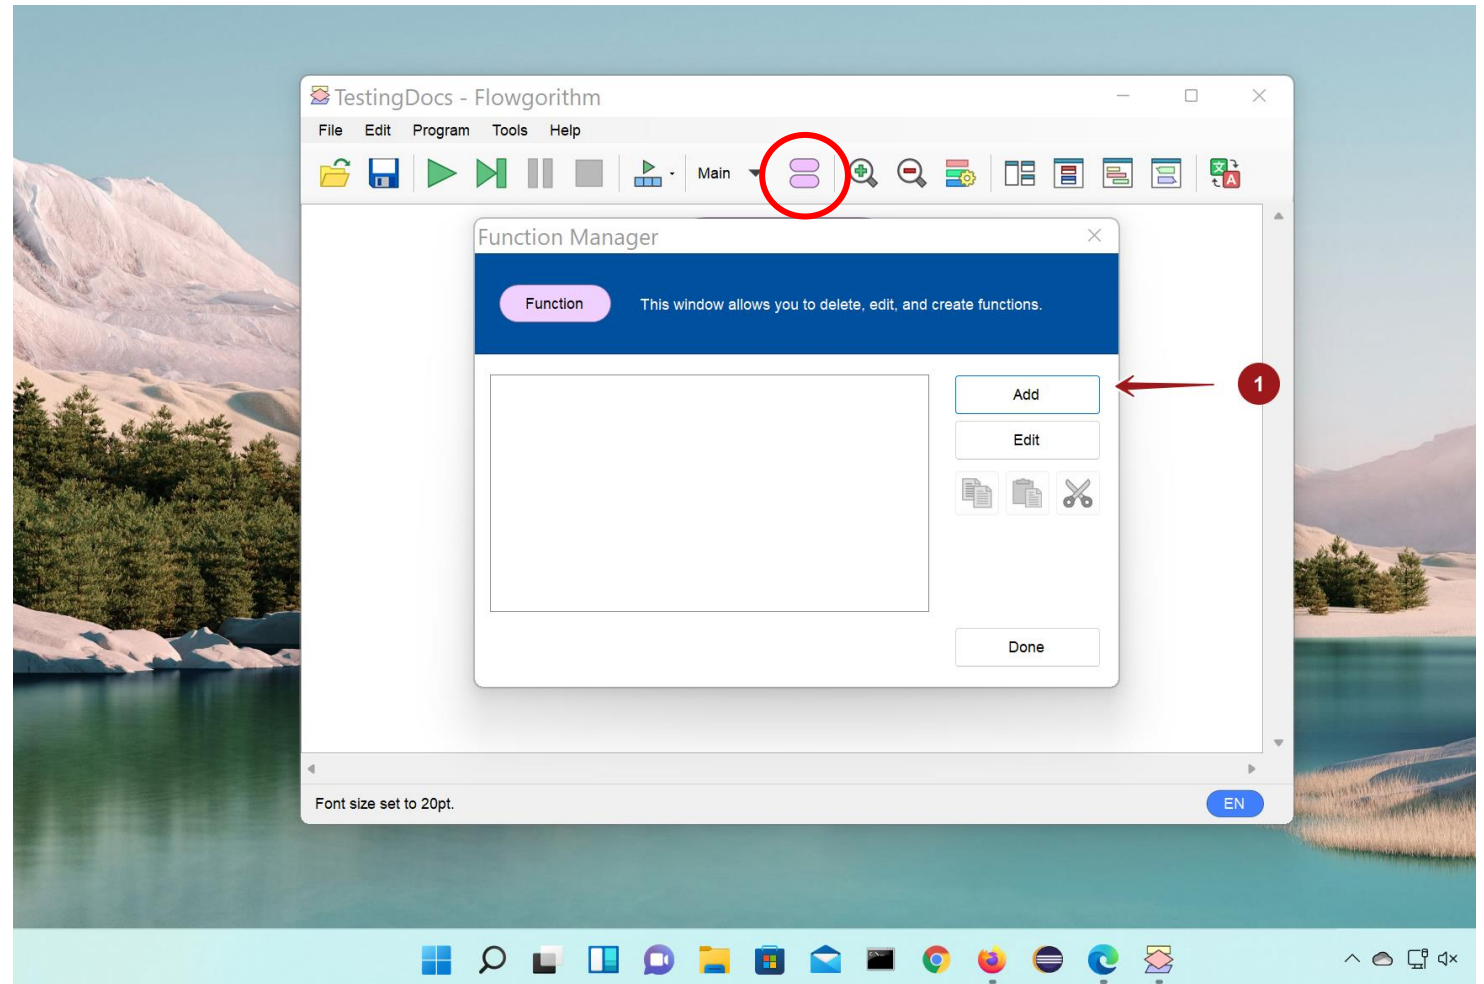 TestingDocs - Flowgorithm
File Edit Program Tools Help
Main
Function Manager
Function
This window allows you to delete, edit, and create functions.
Add
1
Edit
Done
Font size set to 20pt.
EN